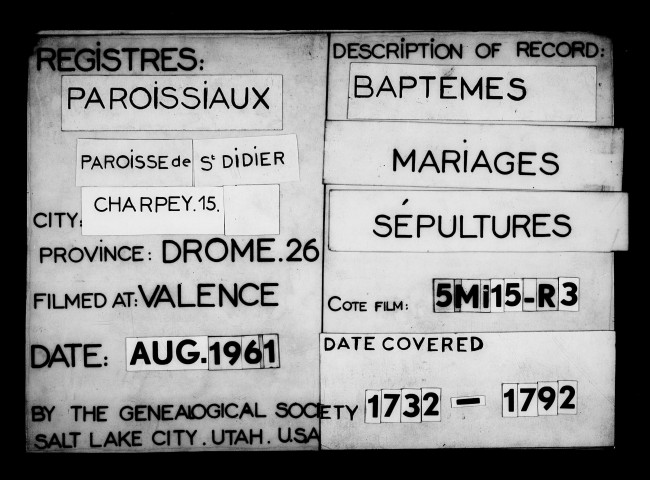 REGISTRES:
PAROISSIAUX
PAROISSE de St DIDIER
CHARPEY.15.
CITY:
PROVINCE: DROME.26
FILMED AT: VALENCE
DATE: AUG.1961
BY THE GENEALOGICAL SOCIETY
SALT LAKE CITY. UTAH. U.S.A
DESCRIPTION OF RECORD:
BAPTEMES
MARIAGES
SÉPULTURES
COTE FILM: 5Mi15-R3
DATE COVERED
1732 - 1792